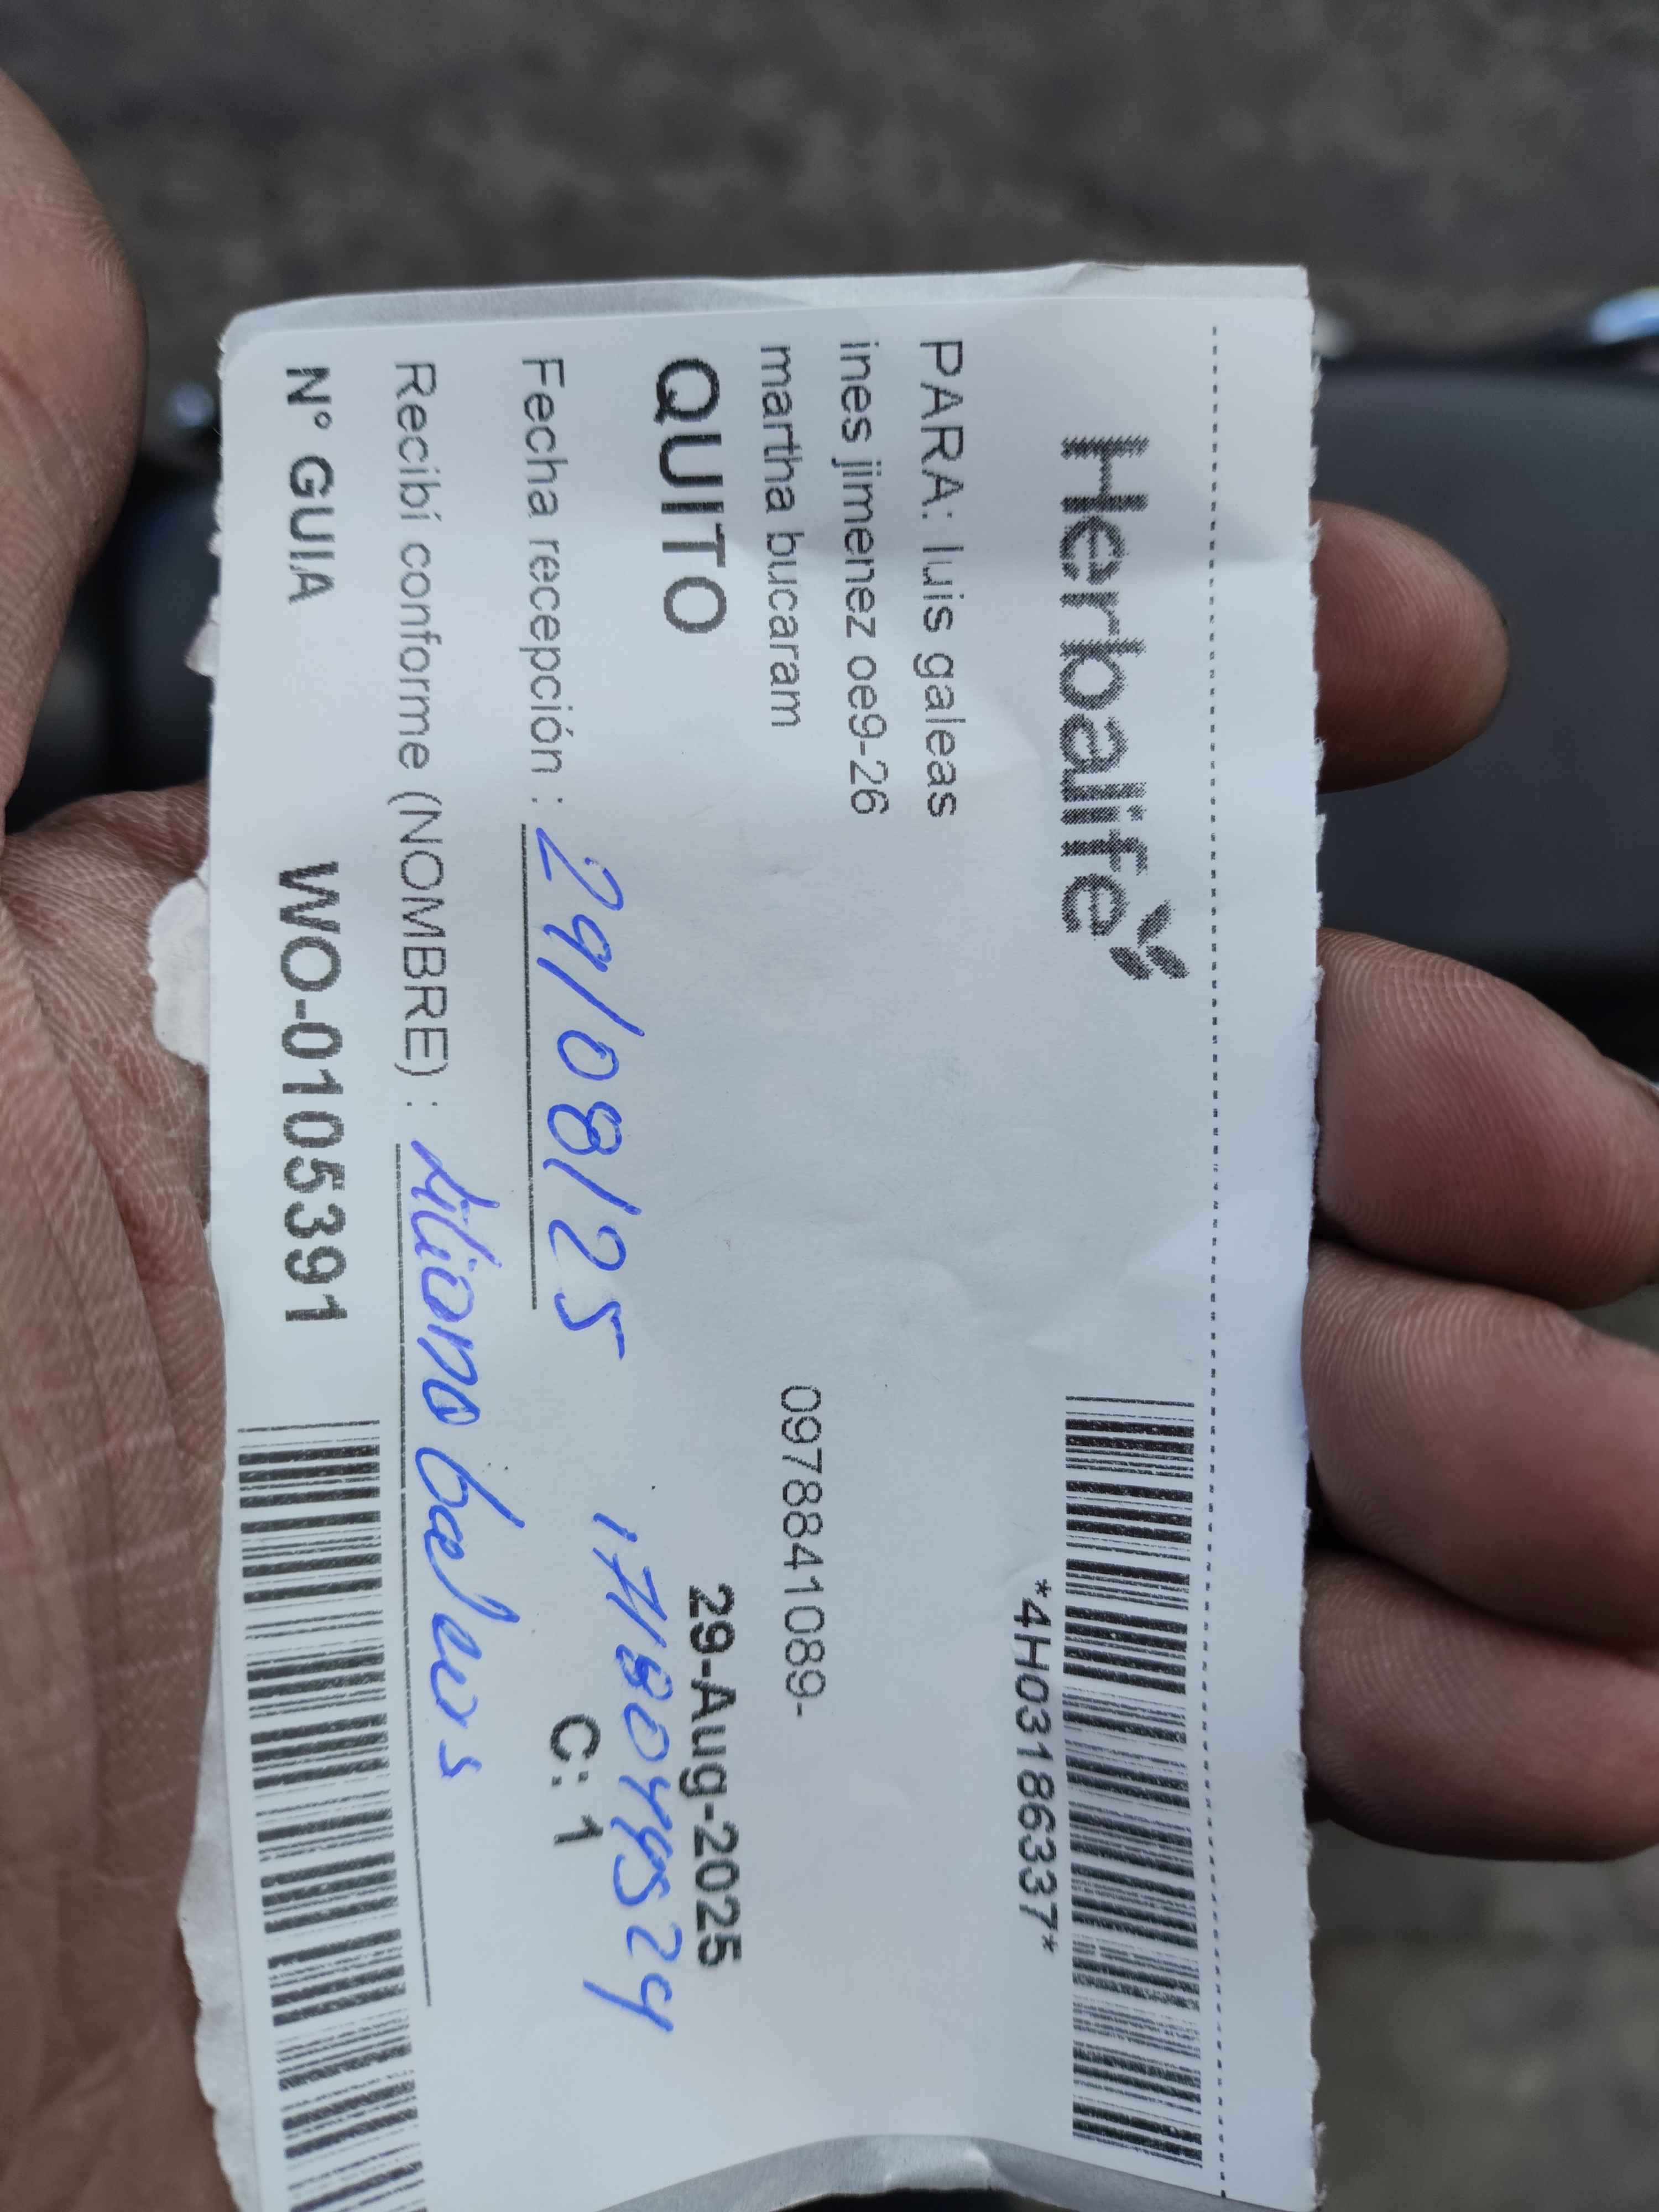 Herbalife
*4H03186337*
PARA: luis galeas
ines jimenez oe9-26
martha bucaram
0978841089-
QUITO
29-Aug-2025
Fecha recepción : 29/08/25
C: 1
Recibí conforme (NOMBRE) :
N° GUIA
WO-0105391